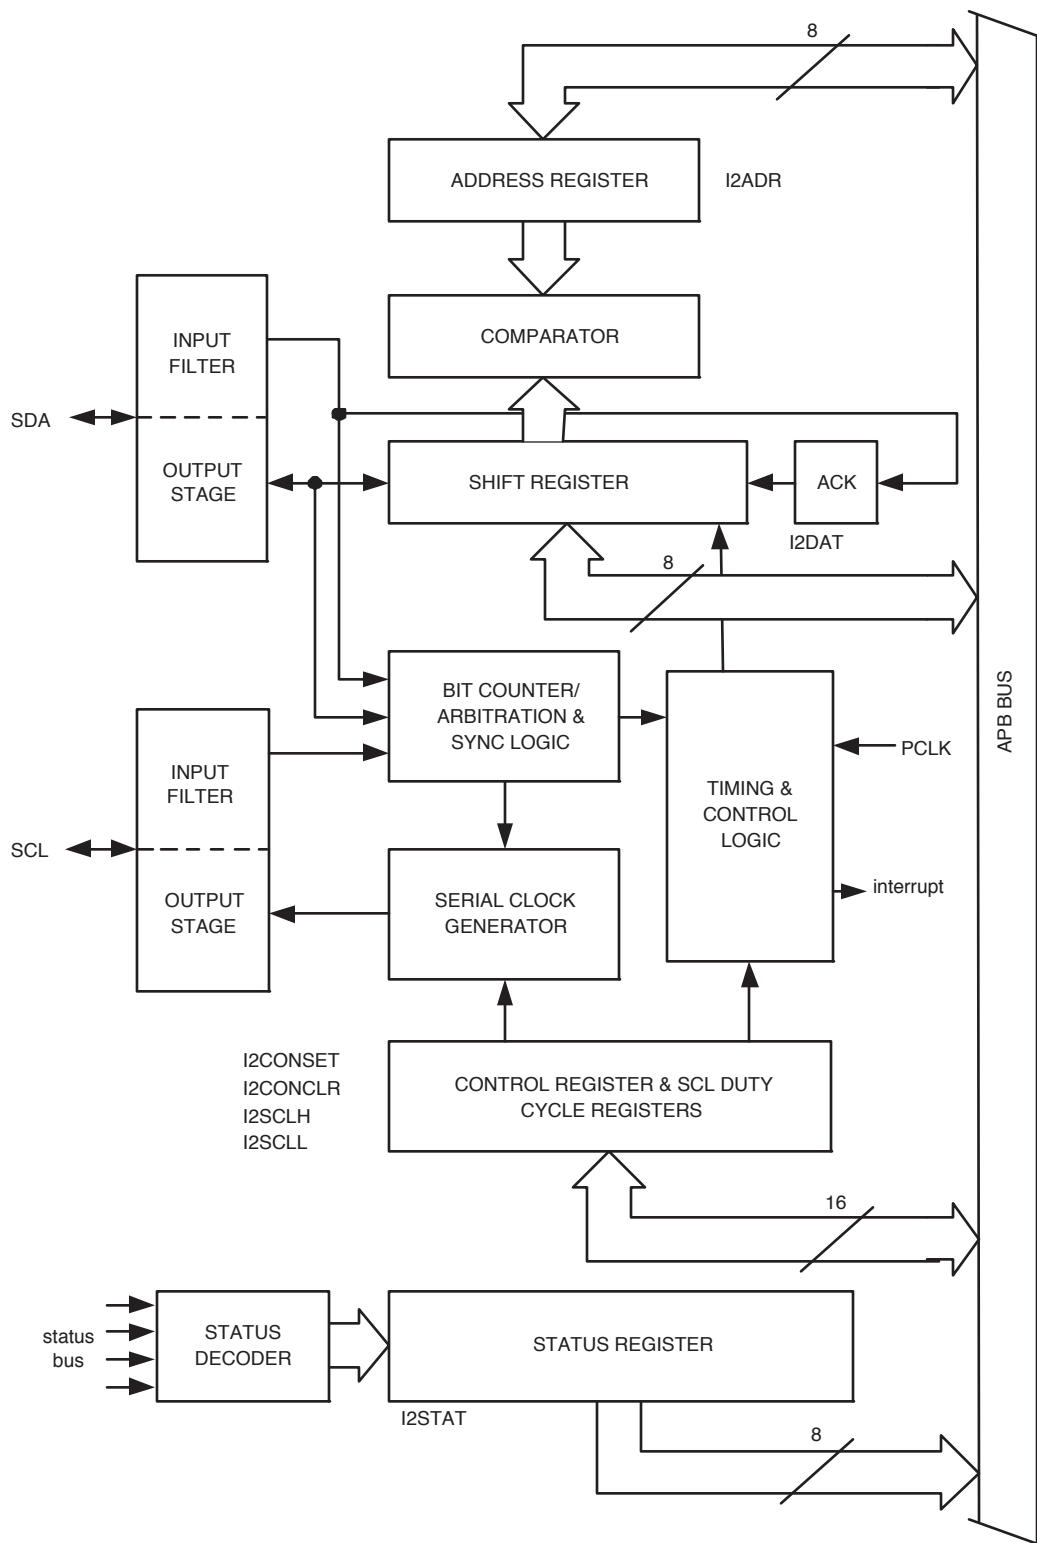 8
ADDRESS REGISTER
I2ADR
COMPARATOR
INPUT
FILTER
SDA
OUTPUT
STAGE
SHIFT REGISTER
ACK
I2DAT
8
BIT COUNTER/
ARBITRATION &
SYNC LOGIC
APB BUS
PCLK
INPUT
FILTER
TIMING &
CONTROL
LOGIC
SCL
OUTPUT
STAGE
SERIAL CLOCK
GENERATOR
interrupt
I2CONSET
I2CONCLR
I2SCLH
I2SCLL
CONTROL REGISTER & SCL DUTY
CYCLE REGISTERS
16
status
bus
STATUS
DECODER
STATUS REGISTER
I2STAT
8